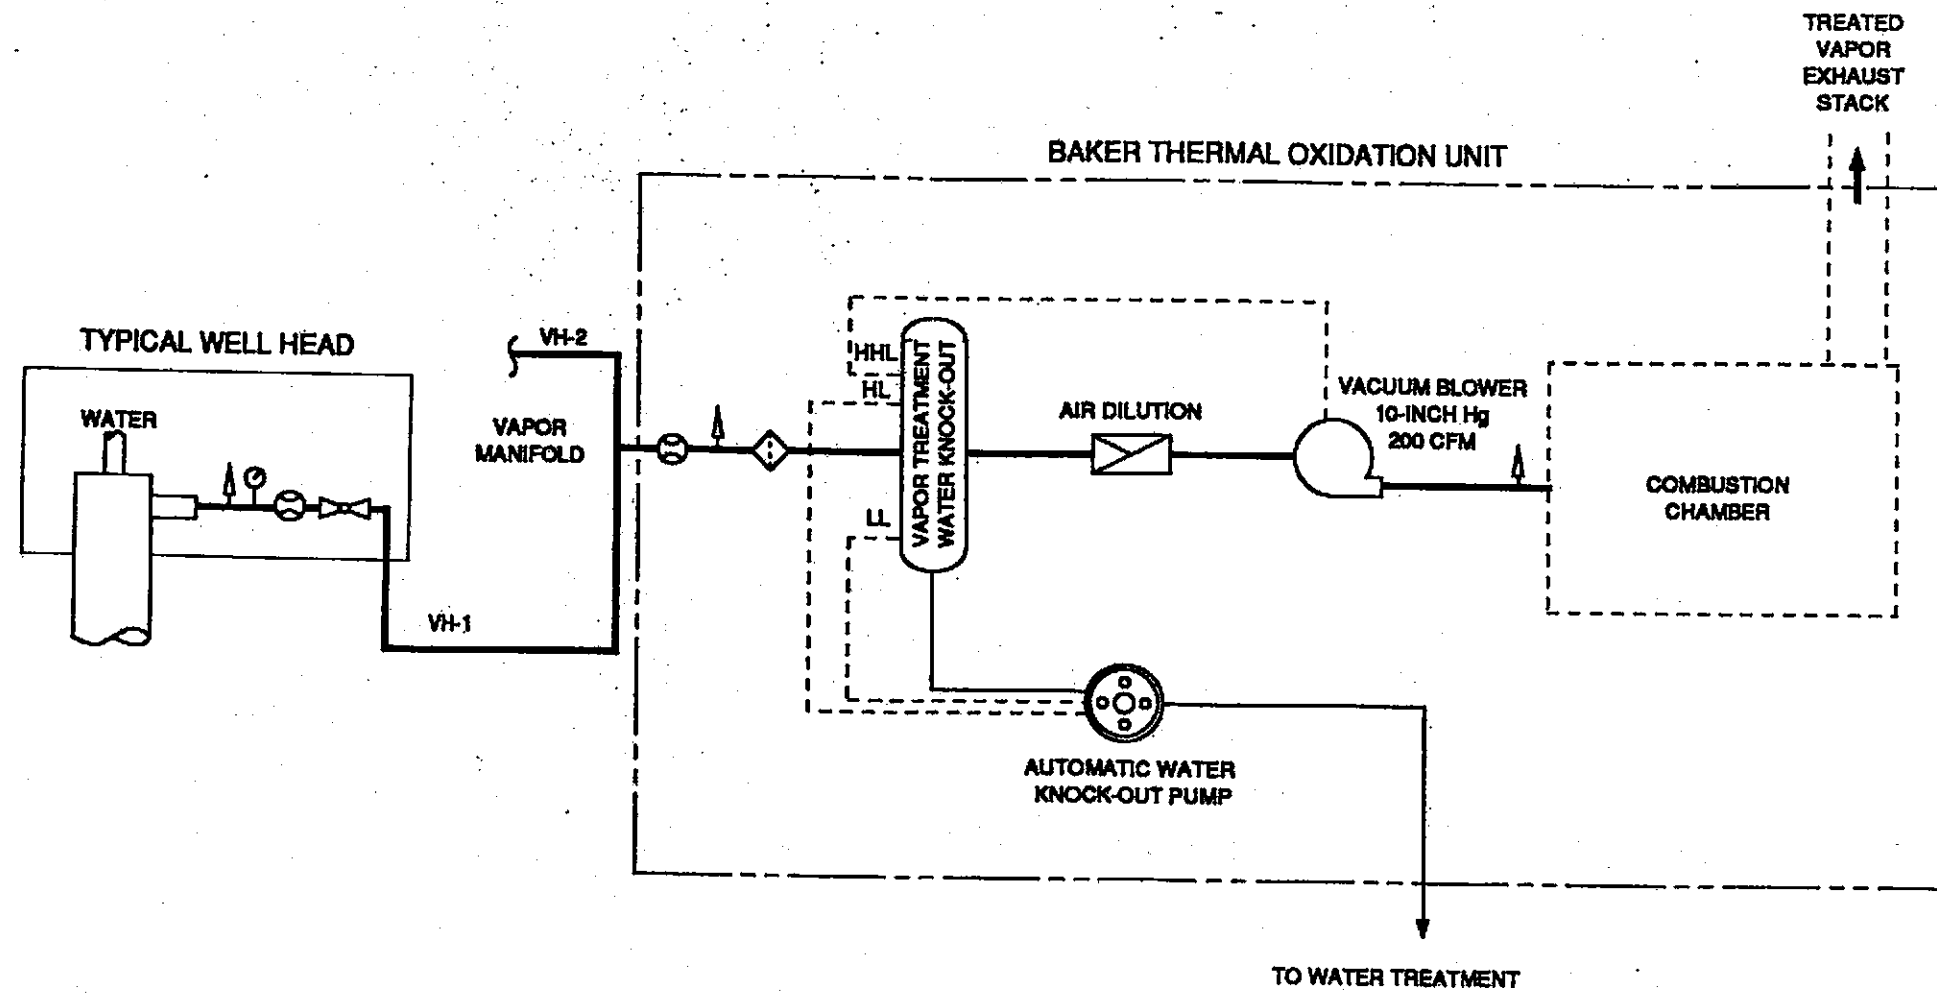 TREATED
VAPOR
EXHAUST
STACK
BAKER THERMAL OXIDATION UNIT
TYPICAL WELL HEAD
WATER
VH-2
VAPOR
MANIFOLD
VH-1
HHL
HL
LL
VAPOR TREATMENT
WATER KNOCK-OUT
AIR DILUTION
VACUUM BLOWER
10-INCH Hg
200 CFM
COMBUSTION
CHAMBER
AUTOMATIC WATER
KNOCK-OUT PUMP
TO WATER TREATMENT